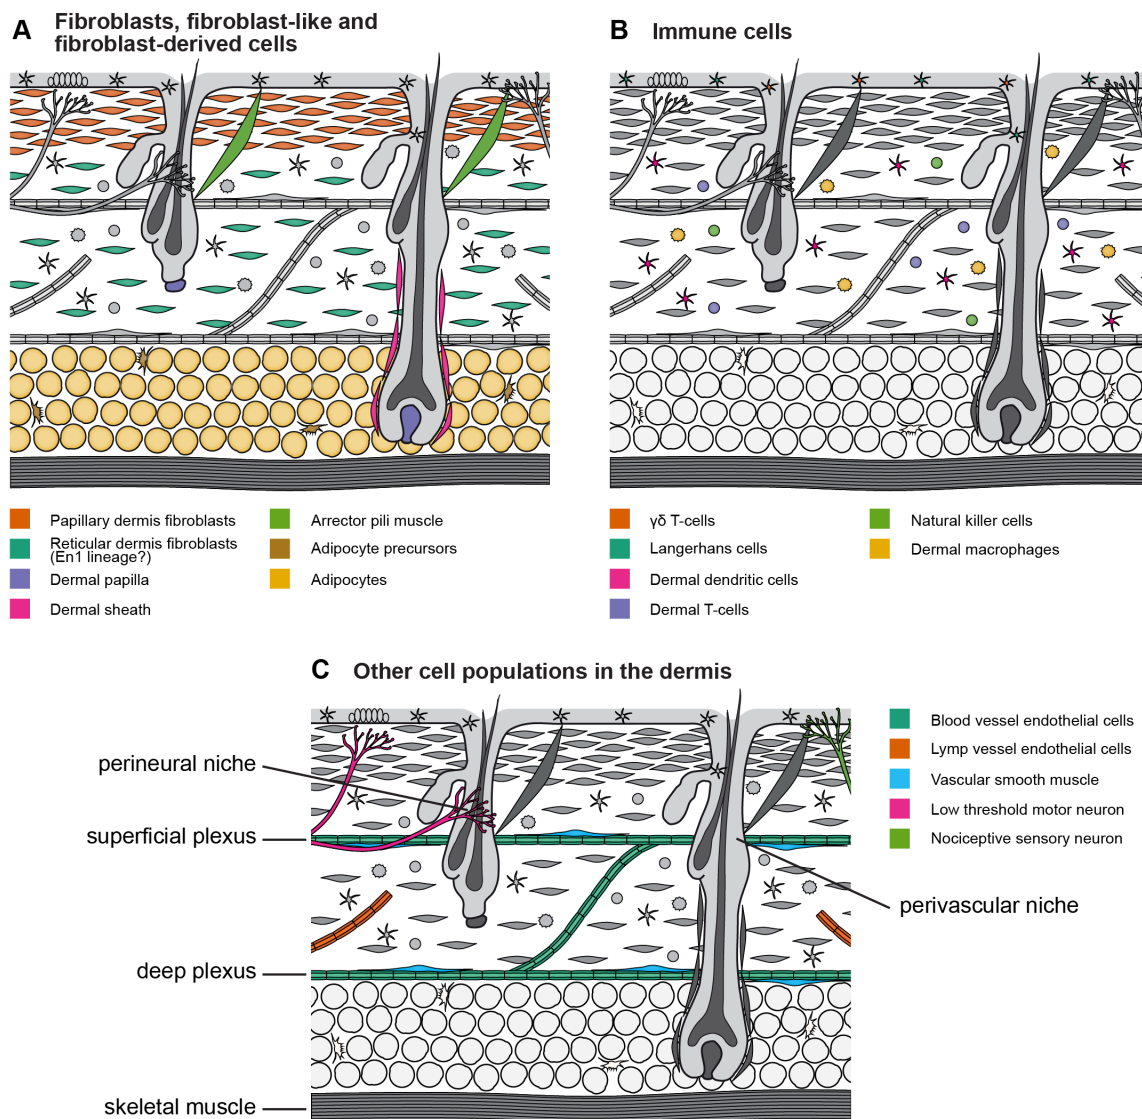 A
Fibroblasts, fibroblast-like and
fibroblast-derived cells
Papillary dermis fibroblasts
Reticular dermis fibroblasts
(En1 lineage?)
Dermal papilla
Dermal sheath
Arrector pili muscle
Adipocyte precursors
Adipocytes
B
Immune cells
γδ T-cells
Langerhans cells
Dermal dendritic cells
Dermal T-cells
Natural killer cells
Dermal macrophages
C
Other cell populations in the dermis
perineural niche
superficial plexus
deep plexus
skeletal muscle
perivascular niche
Blood vessel endothelial cells
Lymp vessel endothelial cells
Vascular smooth muscle
Low threshold motor neuron
Nociceptive sensory neuron